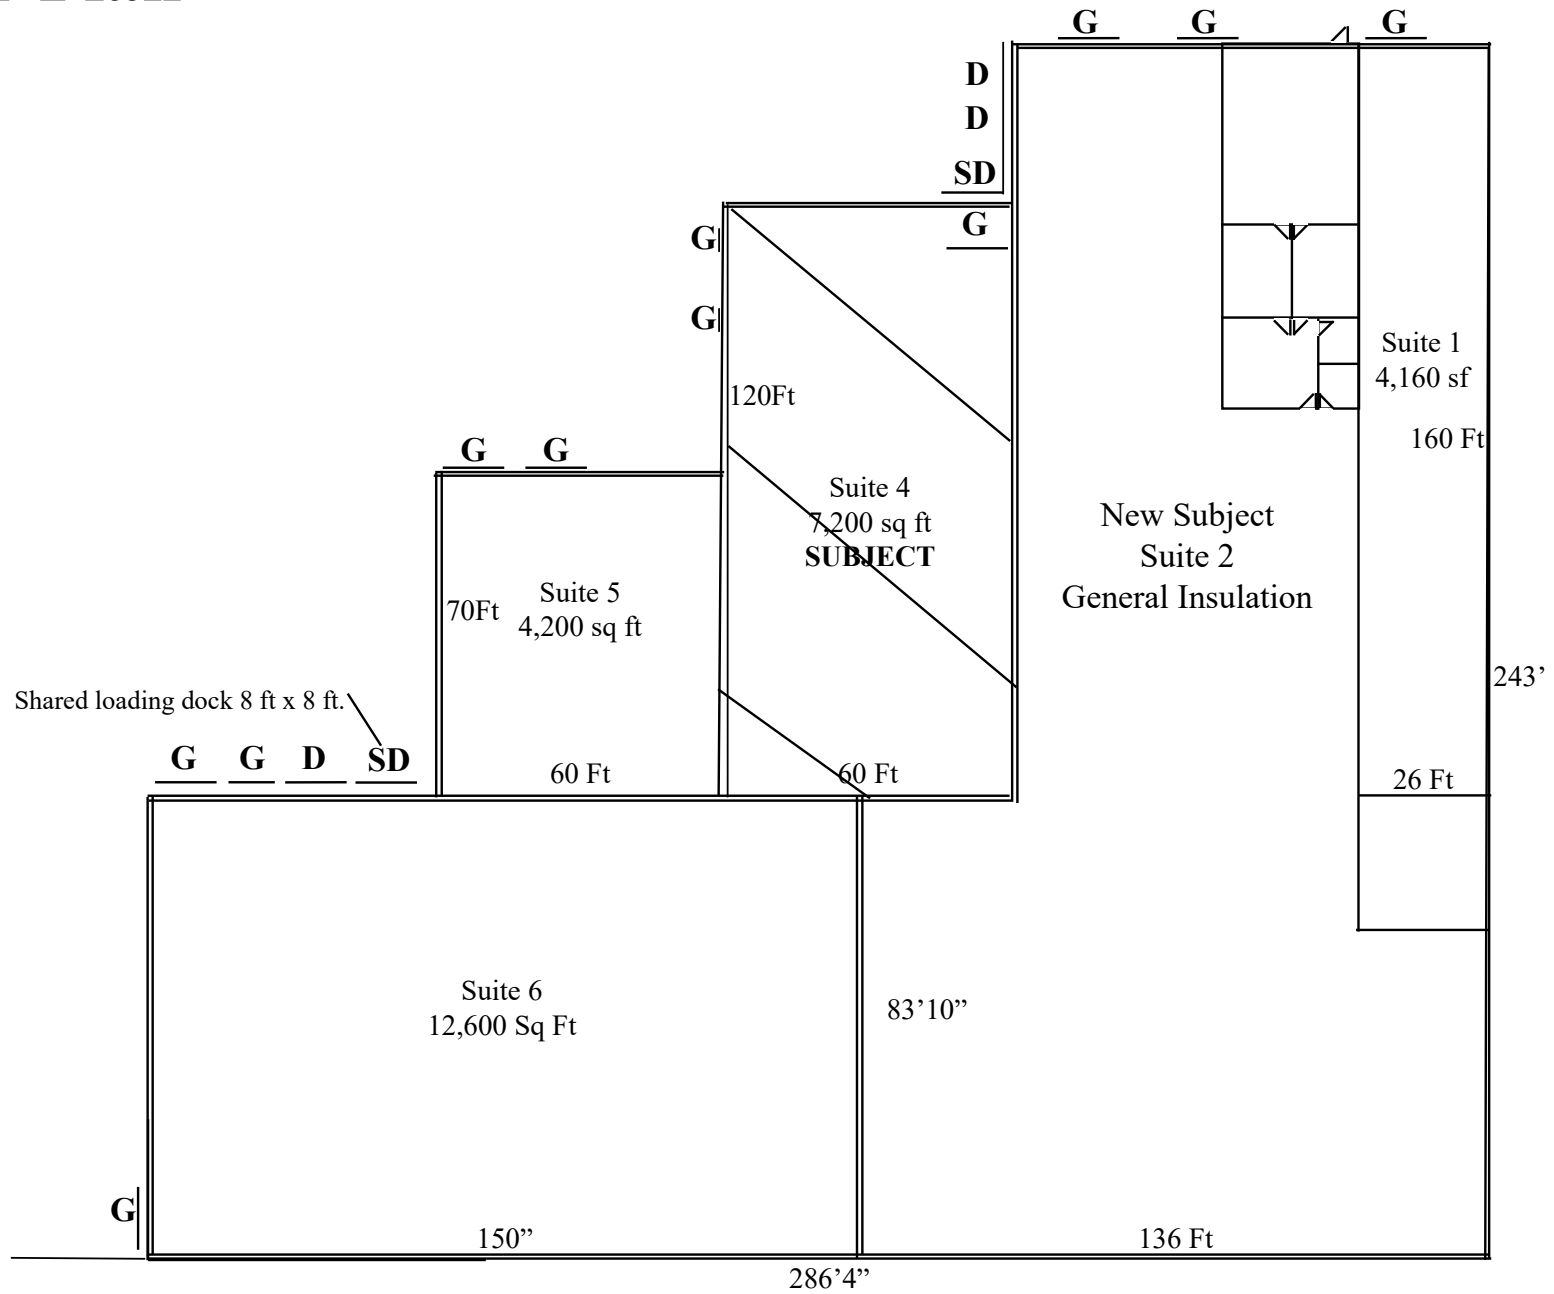 G G G
D
D
SD
G
G
G
120Ft
Suite 1
4,160 sf
160 Ft
G G
Suite 4
7,200 sq ft
SUBJECT
New Subject
Suite 2
General Insulation
70Ft
Suite 5
4,200 sq ft
243’
Shared loading dock 8 ft x 8 ft.
G G D SD
60 Ft
60 Ft
26 Ft
Suite 6
12,600 Sq Ft
83’10”
G
150”
136 Ft
286’4”